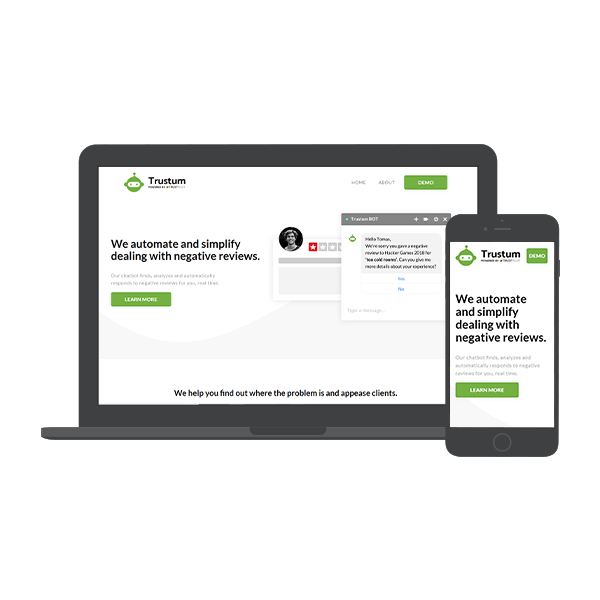 Trustum
POWERED BY
HOME ABOUT DEMO
We automate and simplify
dealing with negative reviews.
Our chatbot finds, analyzes and automatically
responds to negative reviews for you, real time.
LEARN MORE
Trustum BOT
Hello Tomas,
We're sorry you gave a negative
review to Hacker Games 2018 for
"too cold rooms". Can you give me
more details about your experience?
Yes
No
Type a message...
We help you find out where the problem is and appease clients.
Trustum
POWERED BY
DEMO
We automate
and simplify
dealing with
negative reviews.
Our chatbot finds, analyzes and
automatically responds to negative
reviews for you, real time.
LEARN MORE